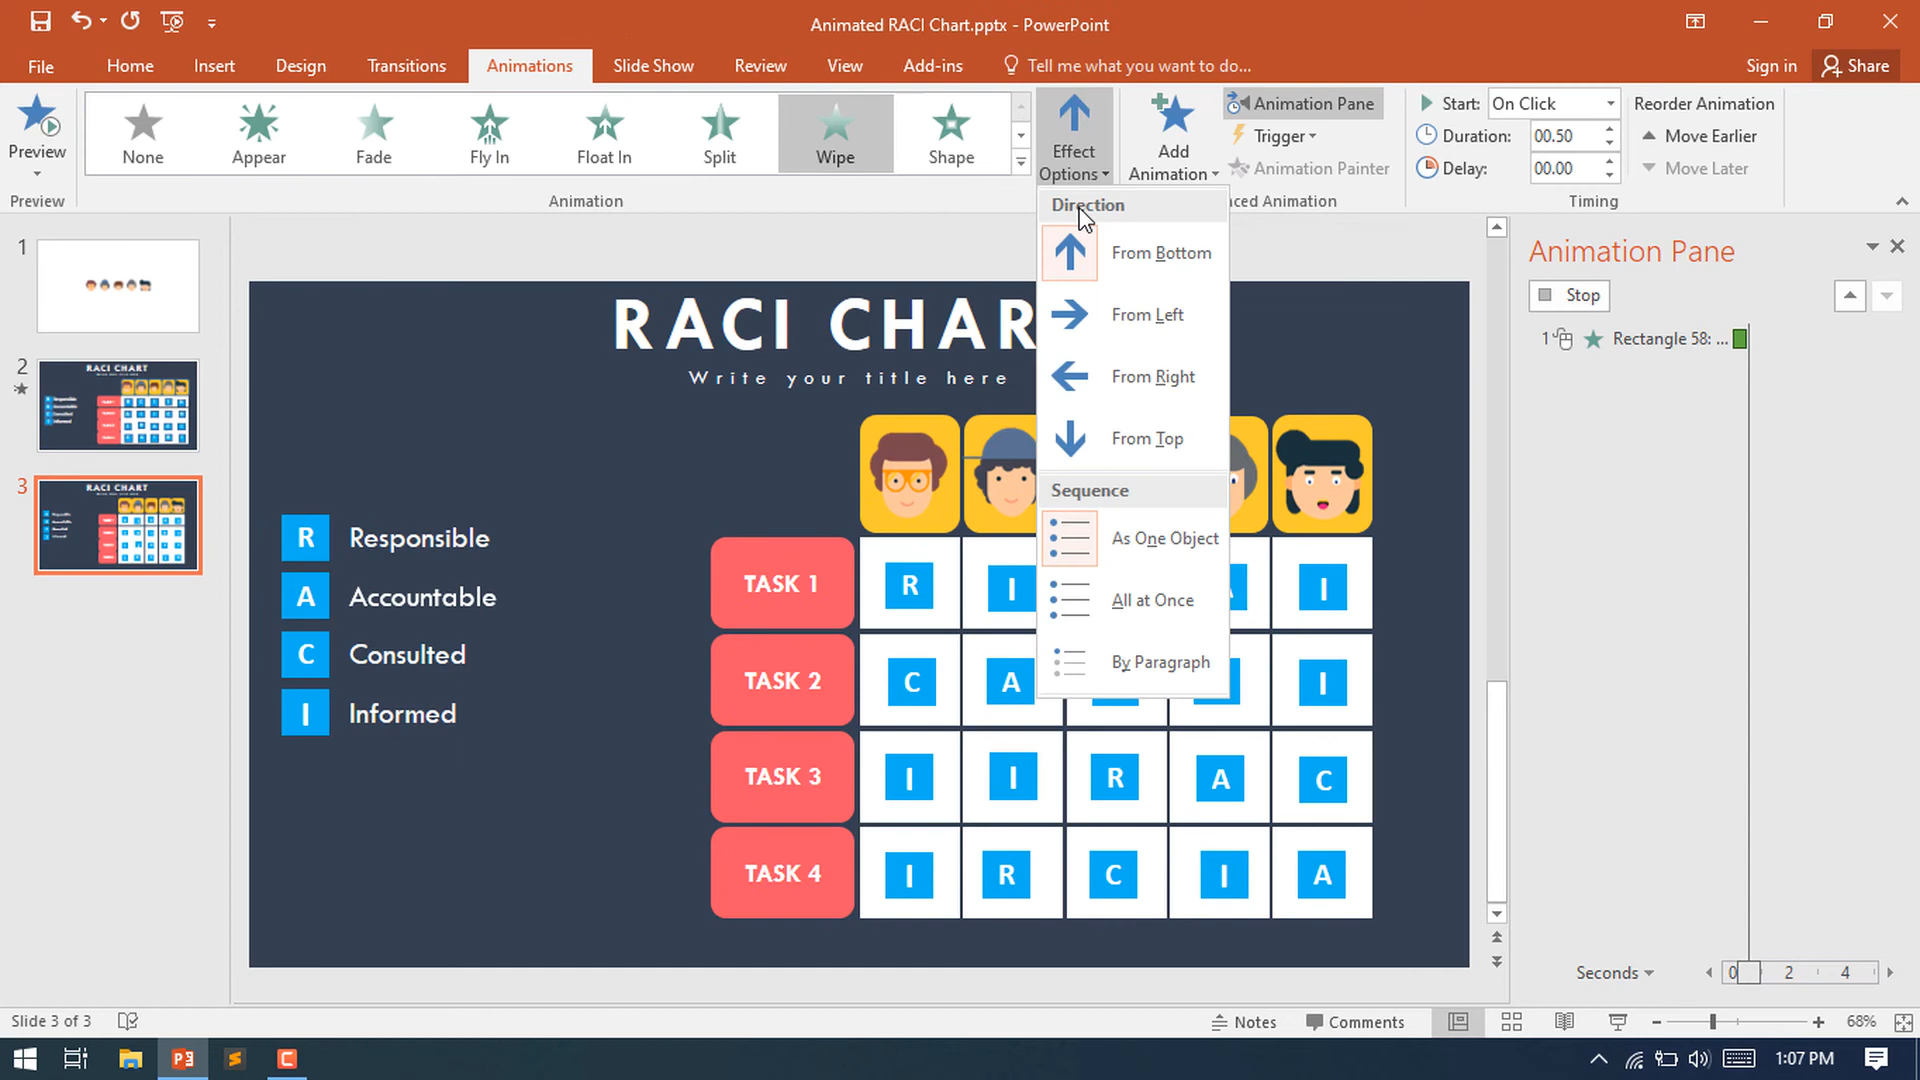 Animated RACI Chart.pptx - PowerPoint
File Home Insert Design Transitions Animations Slide Show Review View Add-ins Tell me what you want to do... Sign in Share
Preview
Preview
None Appear Fade Fly In Float In Split Wipe Shape
Animation
Effect Options
Add Animation
Animation Pane
Trigger
Animation Painter
ced Animation
Start: On Click
Duration: 00.50
Delay: 00.00
Timing
Reorder Animation
Move Earlier
Move Later
Direction
From Bottom
From Left
From Right
From Top
Sequence
As One Object
All at Once
By Paragraph
1
2
3
RACI CHAR
Write your title here
R Responsible
A Accountable
C Consulted
I Informed
TASK 1 R I I
TASK 2 C A I
TASK 3 I I R A C
TASK 4 I R C I A
Animation Pane
Stop
1 Rectangle 58: ...
Seconds 0 2 4
Slide 3 of 3
Notes Comments 68%
1:07 PM